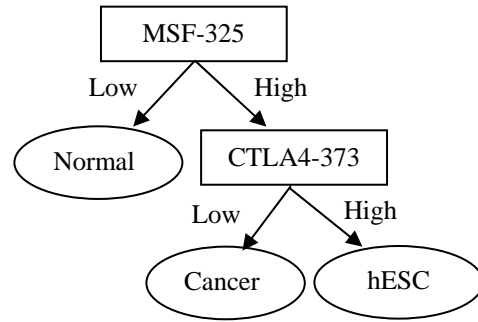 MSF-325
Low
High
Normal
CTLA4-373
Low
High
Cancer
hESC